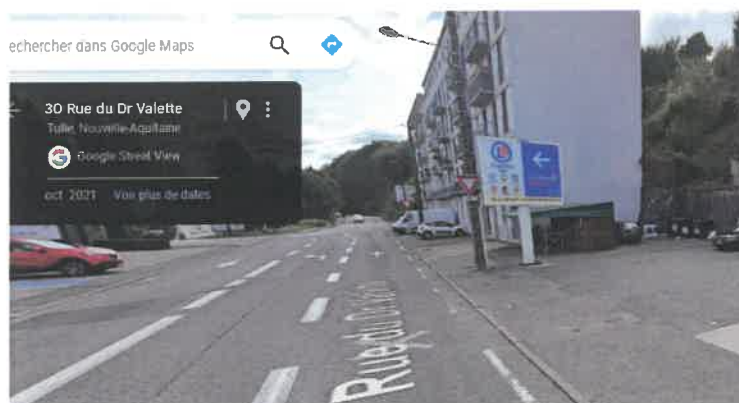 echercher dans Google Maps
30 Rue du Dr Valette
Tulle, Nouvelle-Aquitaine
Google Street View
oct. 2021 Voir plus de dates
Rue du Dr Valette